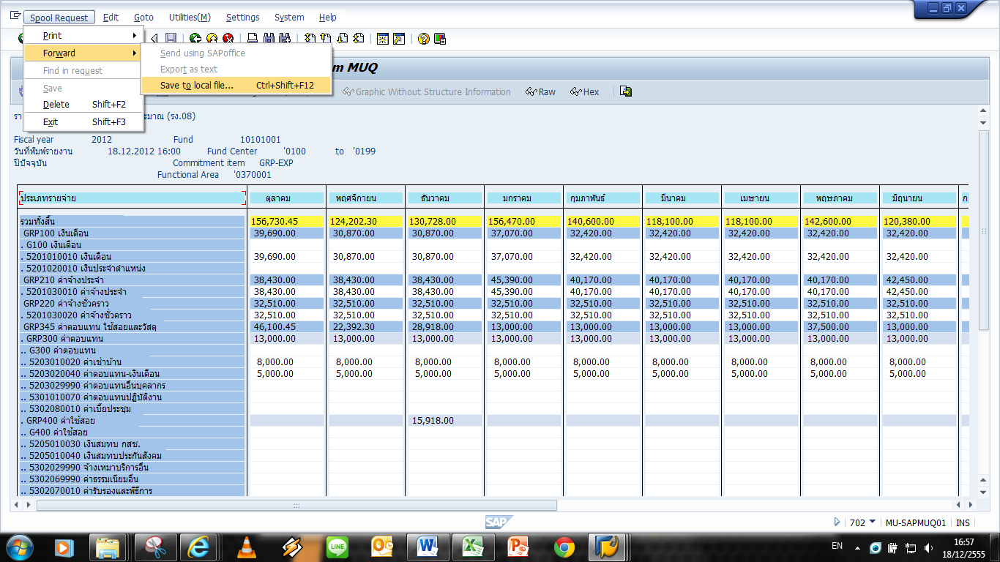 Spool Request Edit Goto Utilities(M) Settings System Help
Print
Forward
Find in request
Save
Delete Shift+F2
Exit Shift+F3
Send using SAPoffice
Export as text
Save to local file... Ctrl+Shift+F12
m MUQ
Graphic Without Structure Information Raw Hex
รา ะมาณ (รง.08)
Fiscal year 2012 Fund 10101001
วันที่พิมพ์รายงาน 18.12.2012 16:00 Fund Center '0100 to '0199
ปีปัจจุบัน Commitment item GRP-EXP
Functional Area '0370001
ประเภทรายจ่าย ตุลาคม พฤศจิกายน ธันวาคม มกราคม กุมภาพันธ์ มีนาคม เมษายน พฤษภาคม มิถุนายน ก
รวมทั้งสิ้น 156,730.45 124,202.30 130,728.00 156,470.00 140,600.00 118,100.00 118,100.00 142,600.00 120,380.00
GRP100 เงินเดือน 39,690.00 30,870.00 30,870.00 37,070.00 32,420.00 32,420.00 32,420.00 32,420.00 32,420.00
. G100 เงินเดือน
. 5201010010 เงินเดือน 39,690.00 30,870.00 30,870.00 37,070.00 32,420.00 32,420.00 32,420.00 32,420.00 32,420.00
. 5201020010 เงินประจำตำแหน่ง
GRP210 ค่าจ้างประจำ 38,430.00 38,430.00 38,430.00 45,390.00 40,170.00 40,170.00 40,170.00 40,170.00 42,450.00
. 5201030010 ค่าจ้างประจำ 38,430.00 38,430.00 38,430.00 45,390.00 40,170.00 40,170.00 40,170.00 40,170.00 42,450.00
GRP220 ค่าจ้างชั่วคราว 32,510.00 32,510.00 32,510.00 32,510.00 32,510.00 32,510.00 32,510.00 32,510.00 32,510.00
. 5201030020 ค่าจ้างชั่วคราว 32,510.00 32,510.00 32,510.00 32,510.00 32,510.00 32,510.00 32,510.00 32,510.00 32,510.00
GRP345 ค่าตอบแทน ใช้สอยและวัสดุ 46,100.45 22,392.30 28,918.00 13,000.00 13,000.00 13,000.00 13,000.00 37,500.00 13,000.00
. GRP300 ค่าตอบแทน 13,000.00 13,000.00 13,000.00 13,000.00 13,000.00 13,000.00 13,000.00 13,000.00 13,000.00
.. G300 ค่าตอบแทน
.. 5203010020 ค่าเช่าบ้าน 8,000.00 8,000.00 8,000.00 8,000.00 8,000.00 8,000.00 8,000.00 8,000.00 8,000.00
.. 5203020040 ค่าตอบแทน-เงินเดือน 5,000.00 5,000.00 5,000.00 5,000.00 5,000.00 5,000.00 5,000.00 5,000.00 5,000.00
.. 5203029990 ค่าตอบแทนอื่นบุคลากร
.. 5301010070 ค่าตอบแทนปฏิบัติงาน
.. 5302080010 ค่าเบี้ยประชุม
. GRP400 ค่าใช้สอย 15,918.00
.. G400 ค่าใช้สอย
.. 5205010030 เงินสมทบ กสช.
.. 5205010040 เงินสมทบประกันสังคม
.. 5302029990 จ้างเหมาบริการอื่น
.. 5302069990 ค่าธรรมเนียมอื่น
.. 5302070010 ค่ารับรองและพิธีการ
SAP
702 MU-SAPMUQ01 INS
LINE
EN 16:57
18/12/2555